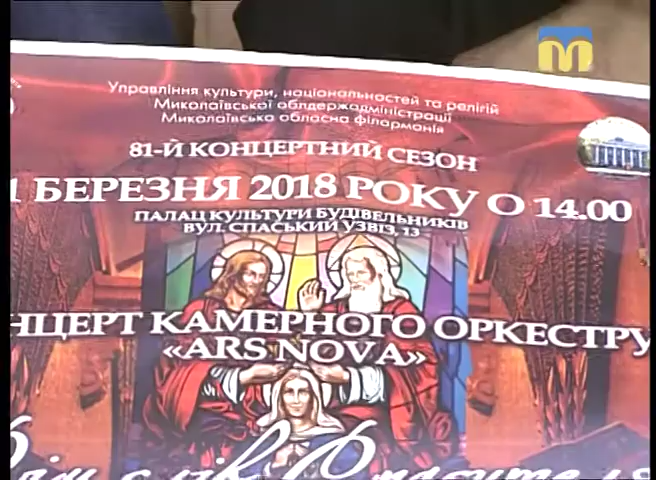 Управління культури, національностей та релігій
Миколаївської облдержадміністрації
Миколаївська обласна філармонія
81-Й КОНЦЕРТНИЙ СЕЗОН
1 БЕРЕЗНЯ 2018 РОКУ О 14.00
ПАЛАЦ КУЛЬТУРИ БУДІВЕЛЬНИКІВ
ВУЛ. СПАСЬКИЙ УЗВІЗ, 13
НЦЕРТ КАМЕРНОГО ОРКЕСТРУ
«ARS NOVA»